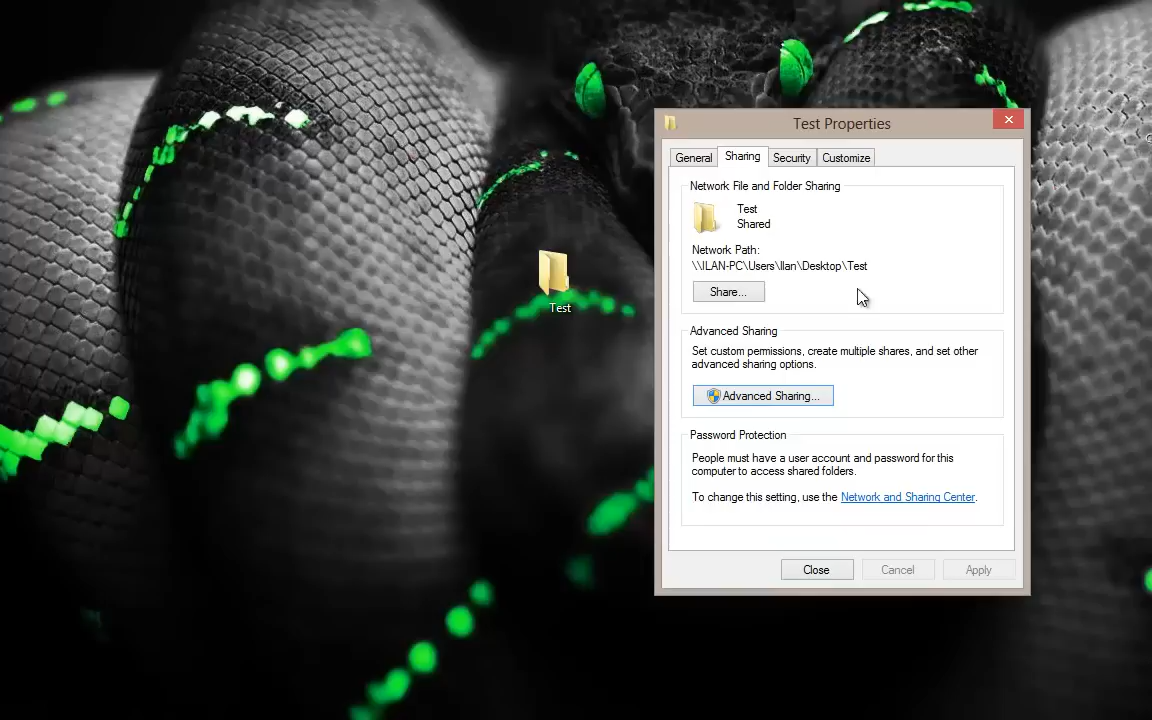 Test Properties
General
Sharing
Security
Customize
Network File and Folder Sharing
Test
Shared
Network Path:
\\ILAN-PC\Users\Ilan\Desktop\Test
Share...
Advanced Sharing
Set custom permissions, create multiple shares, and set other
advanced sharing options.
Advanced Sharing...
Password Protection
People must have a user account and password for this
computer to access shared folders.
To change this setting, use the Network and Sharing Center.
Close
Cancel
Apply
Test